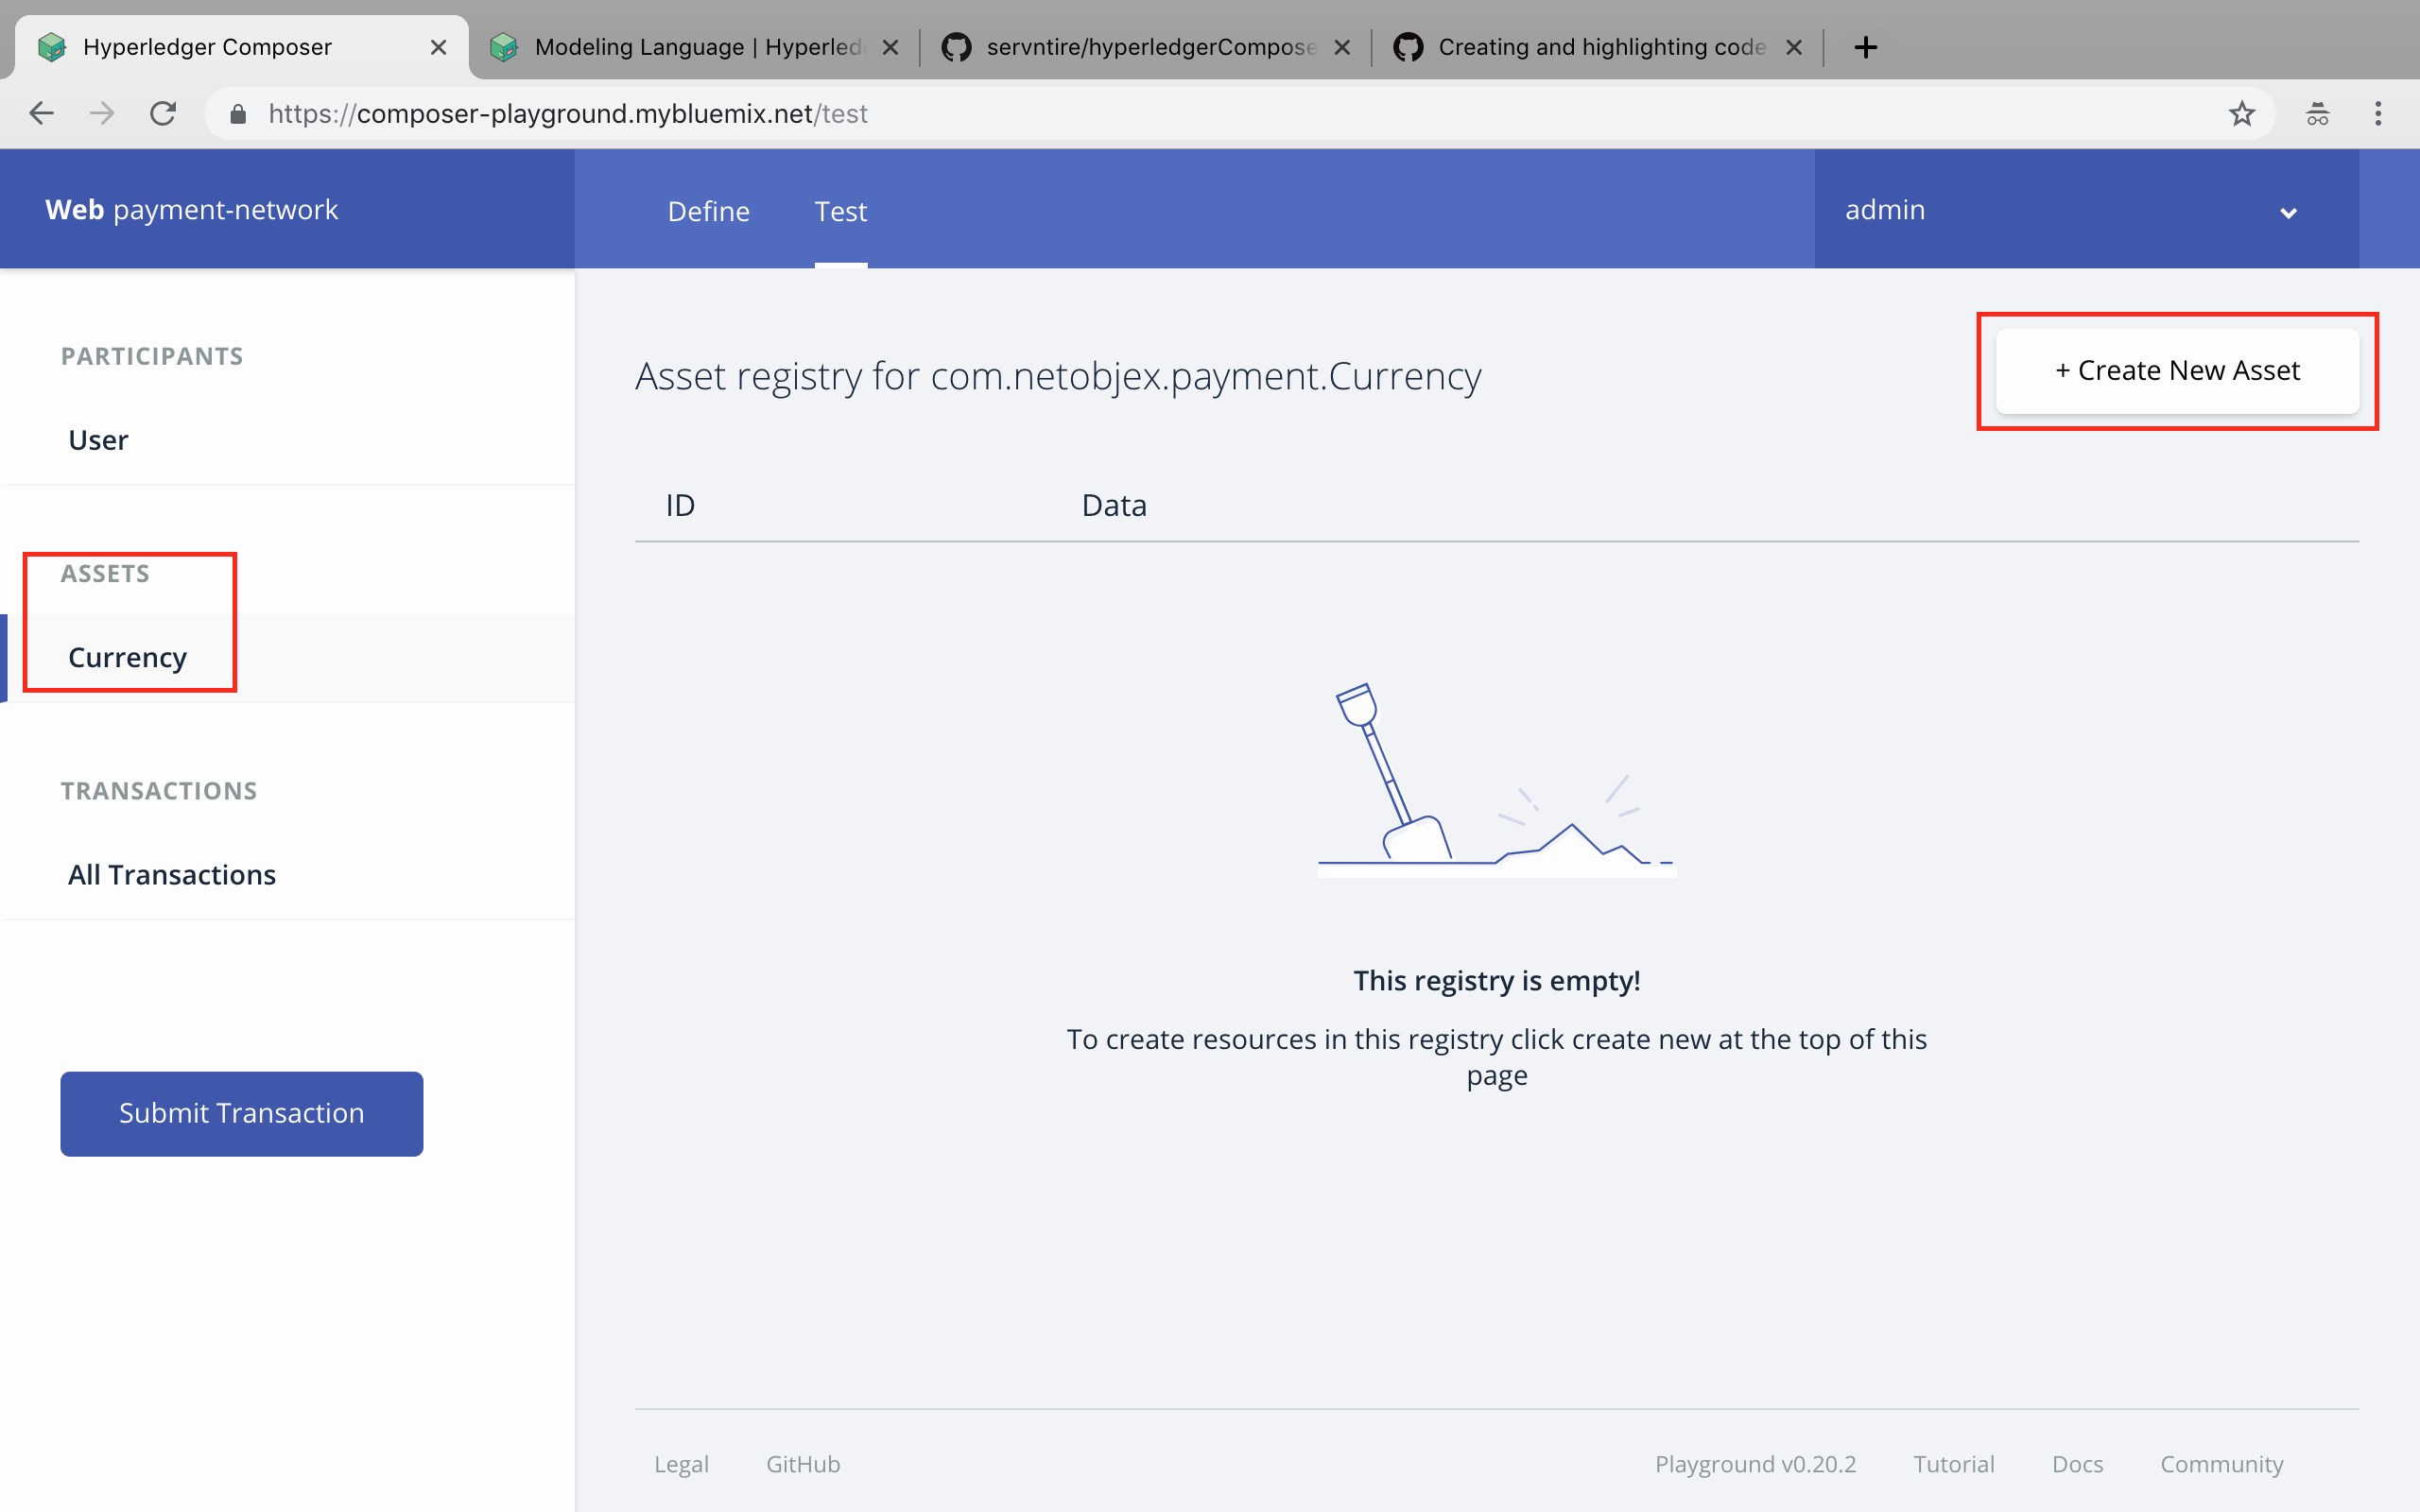 Hyperledger Composer
Modeling Language | Hyperled
servntire/hyperledgerCompose
Creating and highlighting code
https://composer-playground.mybluemix.net/test
Web payment-network
Define
Test
admin
PARTICIPANTS
User
ASSETS
Currency
TRANSACTIONS
All Transactions
Submit Transaction
Asset registry for com.netobjex.payment.Currency
+ Create New Asset
ID
Data
This registry is empty!
To create resources in this registry click create new at the top of this
page
Legal
GitHub
Playground v0.20.2
Tutorial
Docs
Community